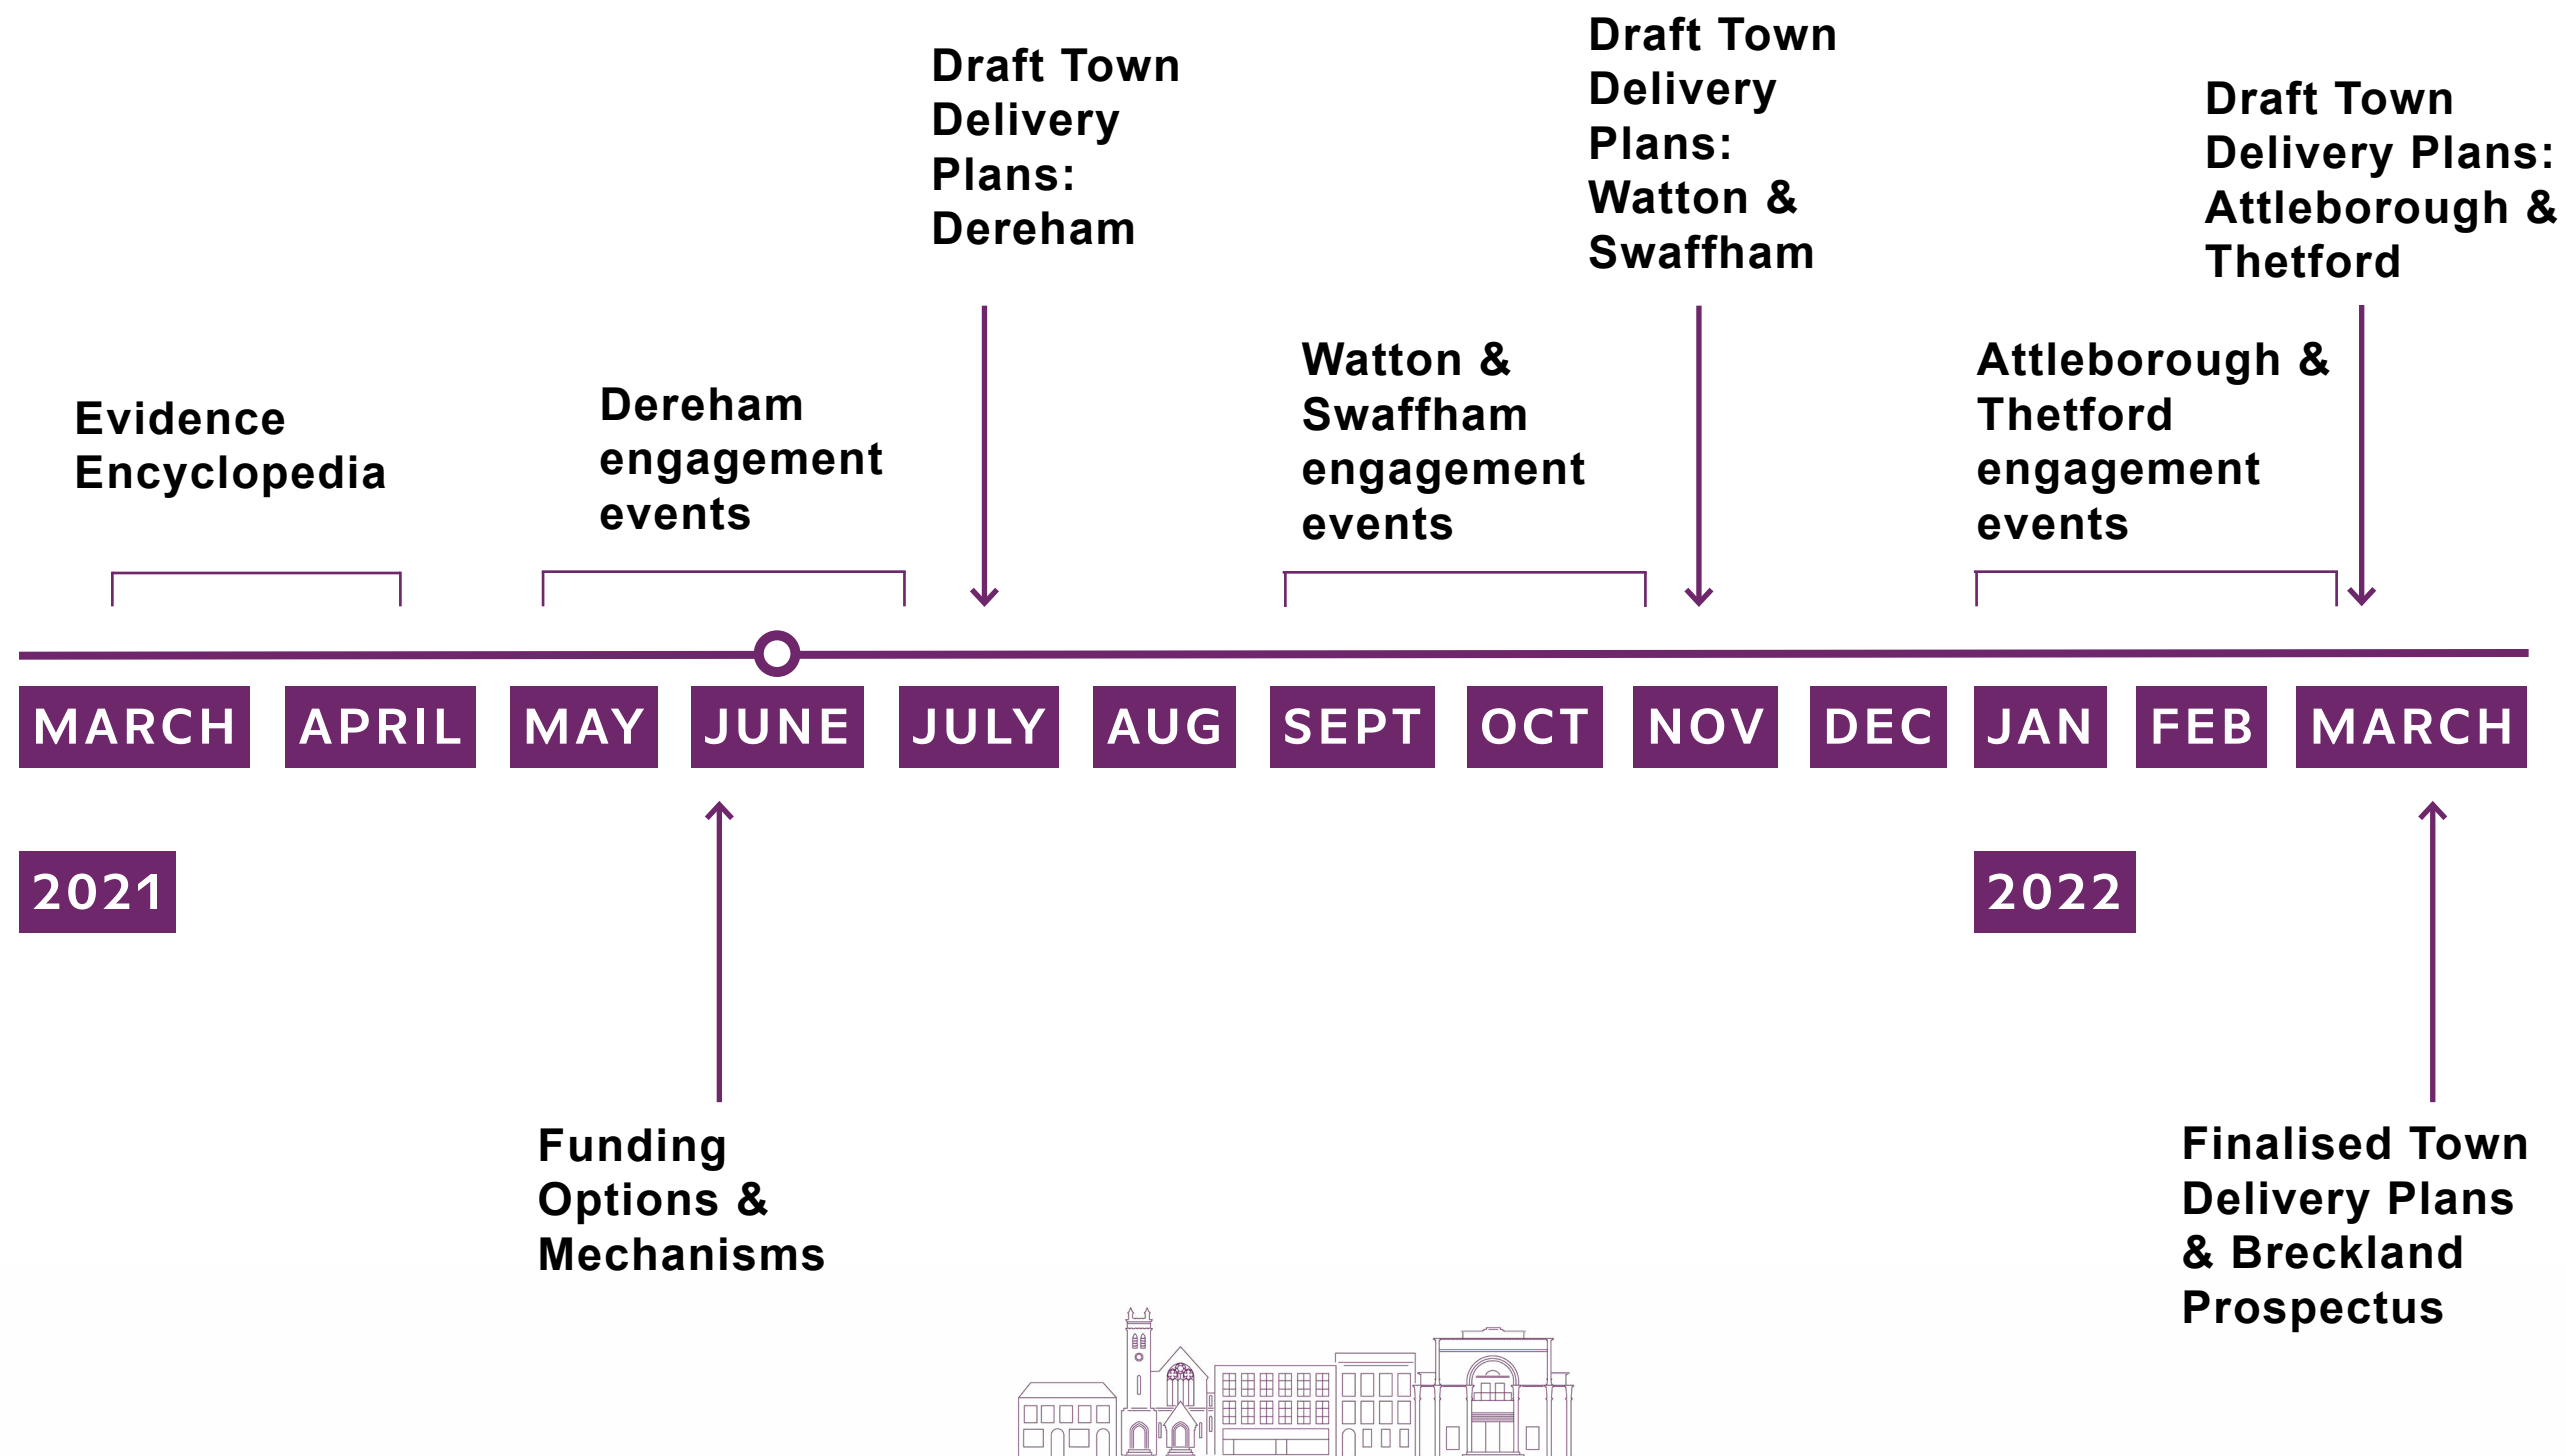 Draft Town
Delivery
Plans:
Dereham
Draft Town
Delivery
Plans:
Watton &
Swaffham
Draft Town
Delivery Plans:
Attleborough &
Thetford
Evidence
Encyclopedia
Dereham
engagement
events
Watton &
Swaffham
engagement
events
Attleborough &
Thetford
engagement
events
MARCH
APRIL
MAY
JUNE
JULY
AUG
SEPT
OCT
NOV
DEC
JAN
FEB
MARCH
2021
2022
Funding
Options &
Mechanisms
Finalised Town
Delivery Plans
& Breckland
Prospectus